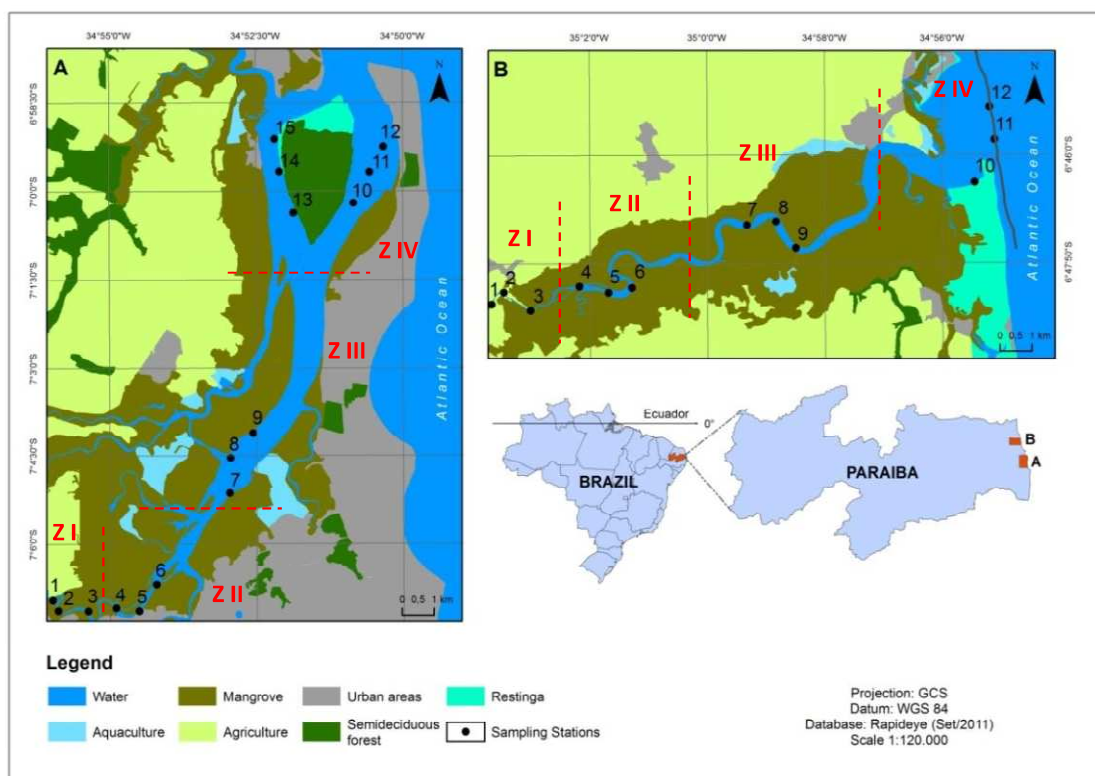 34°55'0"W 34°52'30"W 34°50'0"W
A
N
6°58'30"S
7°0'0"S
7°1'30"S
7°3'0"S
7°4'30"S
7°6'0"S
15
14
13
12
11
10
Z IV
Z III
9
8
7
Z I
Z II
6
1
2
3
4
5
Atlantic Ocean
0 0,5 1 km
35°2'0"W 35°0'0"W 34°58'0"W 34°56'0"W
B
N
Z IV
12
11
10
Z III
Z II
Z I
7
8
9
4
5
6
1
2
3
6°46'0"S
6°47'50"S
Atlantic Ocean
0 0,5 1 km
Ecuador
0°
BRAZIL
PARAIBA
B
A
Legend
Water
Mangrove
Urban areas
Restinga
Aquaculture
Agriculture
Semideciduous
forest
Sampling Stations
Projection: GCS
Datum: WGS 84
Database: Rapideye (Set/2011)
Scale 1:120.000